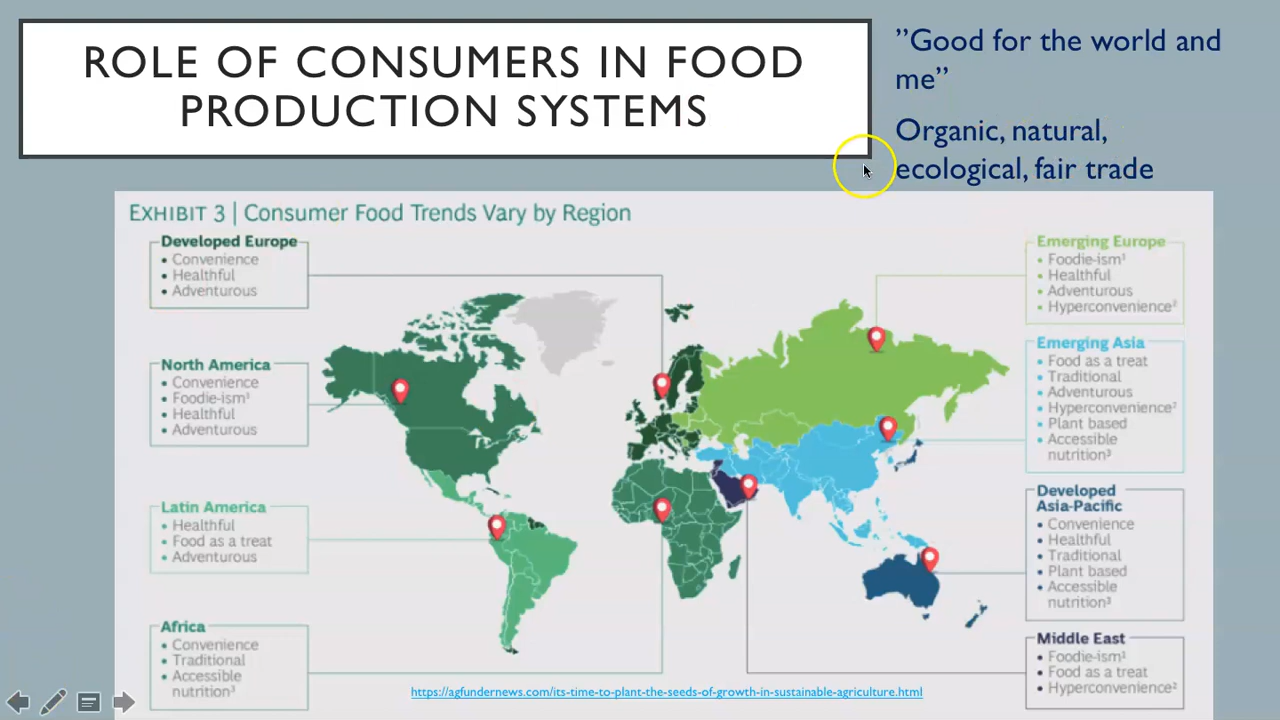 ROLE OF CONSUMERS IN FOOD
PRODUCTION SYSTEMS
”Good for the world and
me”
Organic, natural,
ecological, fair trade
EXHIBIT 3 | Consumer Food Trends Vary by Region
Developed Europe
• Convenience
• Healthful
• Adventurous
North America
• Convenience
• Foodie-ism¹
• Healthful
• Adventurous
Latin America
• Healthful
• Food as a treat
• Adventurous
Africa
• Convenience
• Traditional
• Accessible
nutrition³
Emerging Europe
• Foodie-ism¹
• Healthful
• Adventurous
• Hyperconvenience²
Emerging Asia
• Food as a treat
• Traditional
• Adventurous
• Hyperconvenience²
• Plant based
• Accessible
nutrition³
Developed
Asia-Pacific
• Convenience
• Healthful
• Traditional
• Plant based
• Accessible
nutrition³
Middle East
• Foodie-ism¹
• Food as a treat
• Hyperconvenience²
https://agfundernews.com/its-time-to-plant-the-seeds-of-growth-in-sustainable-agriculture.html